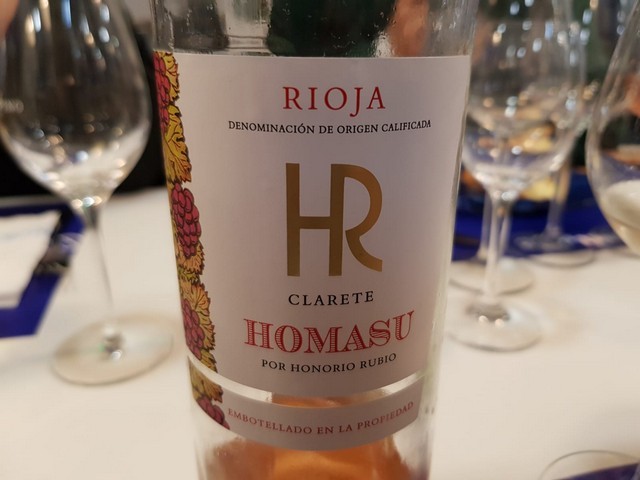 RIOJA
DENOMINACIÓN DE ORIGEN CALIFICADA
HR
CLARETE
HOMASU
POR HONORIO RUBIO
EMBOTELLADO EN LA PROPIEDAD